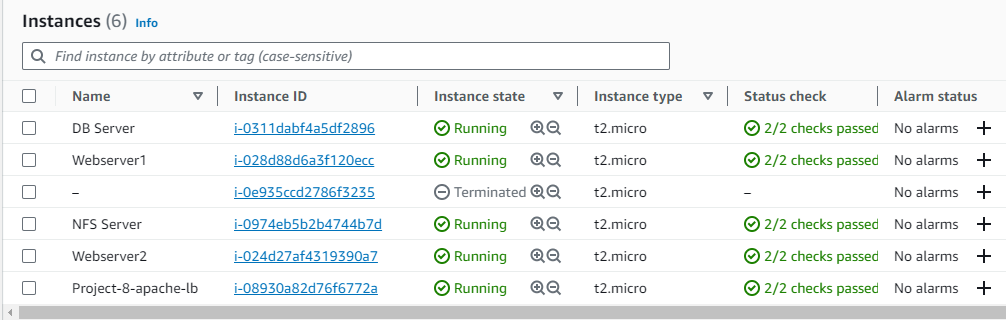 Instances (6) Info
Find instance by attribute or tag (case-sensitive)
Name Instance ID Instance state Instance type Status check Alarm status
DB Server i-0311dabf4a5df2896 Running t2.micro 2/2 checks passed No alarms +
Webserver1 i-028d88d6a3f120ecc Running t2.micro 2/2 checks passed No alarms +
– i-0e935ccd2786f3235 Terminated t2.micro – No alarms +
NFS Server i-0974eb5b2b4744b7d Running t2.micro 2/2 checks passed No alarms +
Webserver2 i-024d27af4319390a7 Running t2.micro 2/2 checks passed No alarms +
Project-8-apache-lb i-08930a82d76f6772a Running t2.micro 2/2 checks passed No alarms +